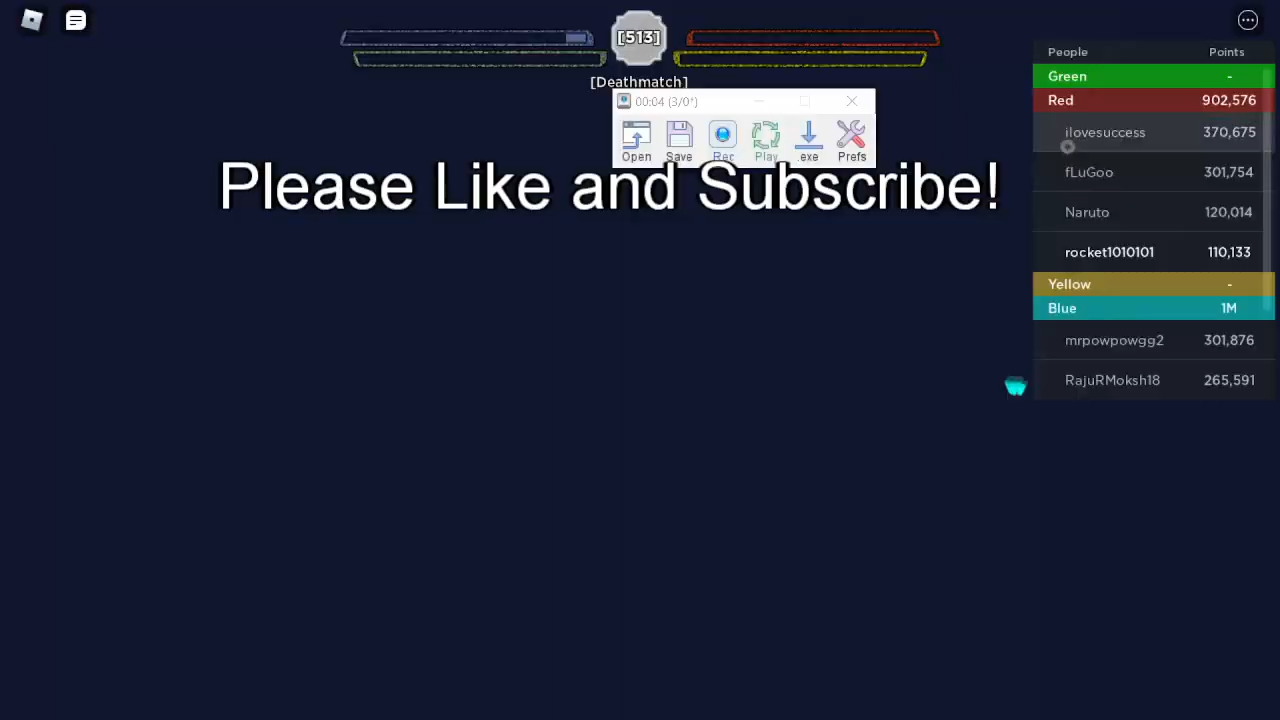 [513]
[Deathmatch]
00:04 (3/0*)
Open Save Rec Play .exe Prefs
Please Like and Subscribe!
People Points
Green -
Red 902,576
ilovesuccess 370,675
fLuGoo 301,754
Naruto 120,014
rocket1010101 110,133
Yellow -
Blue 1M
mrpowpowgg2 301,876
RajuRMoksh18 265,591